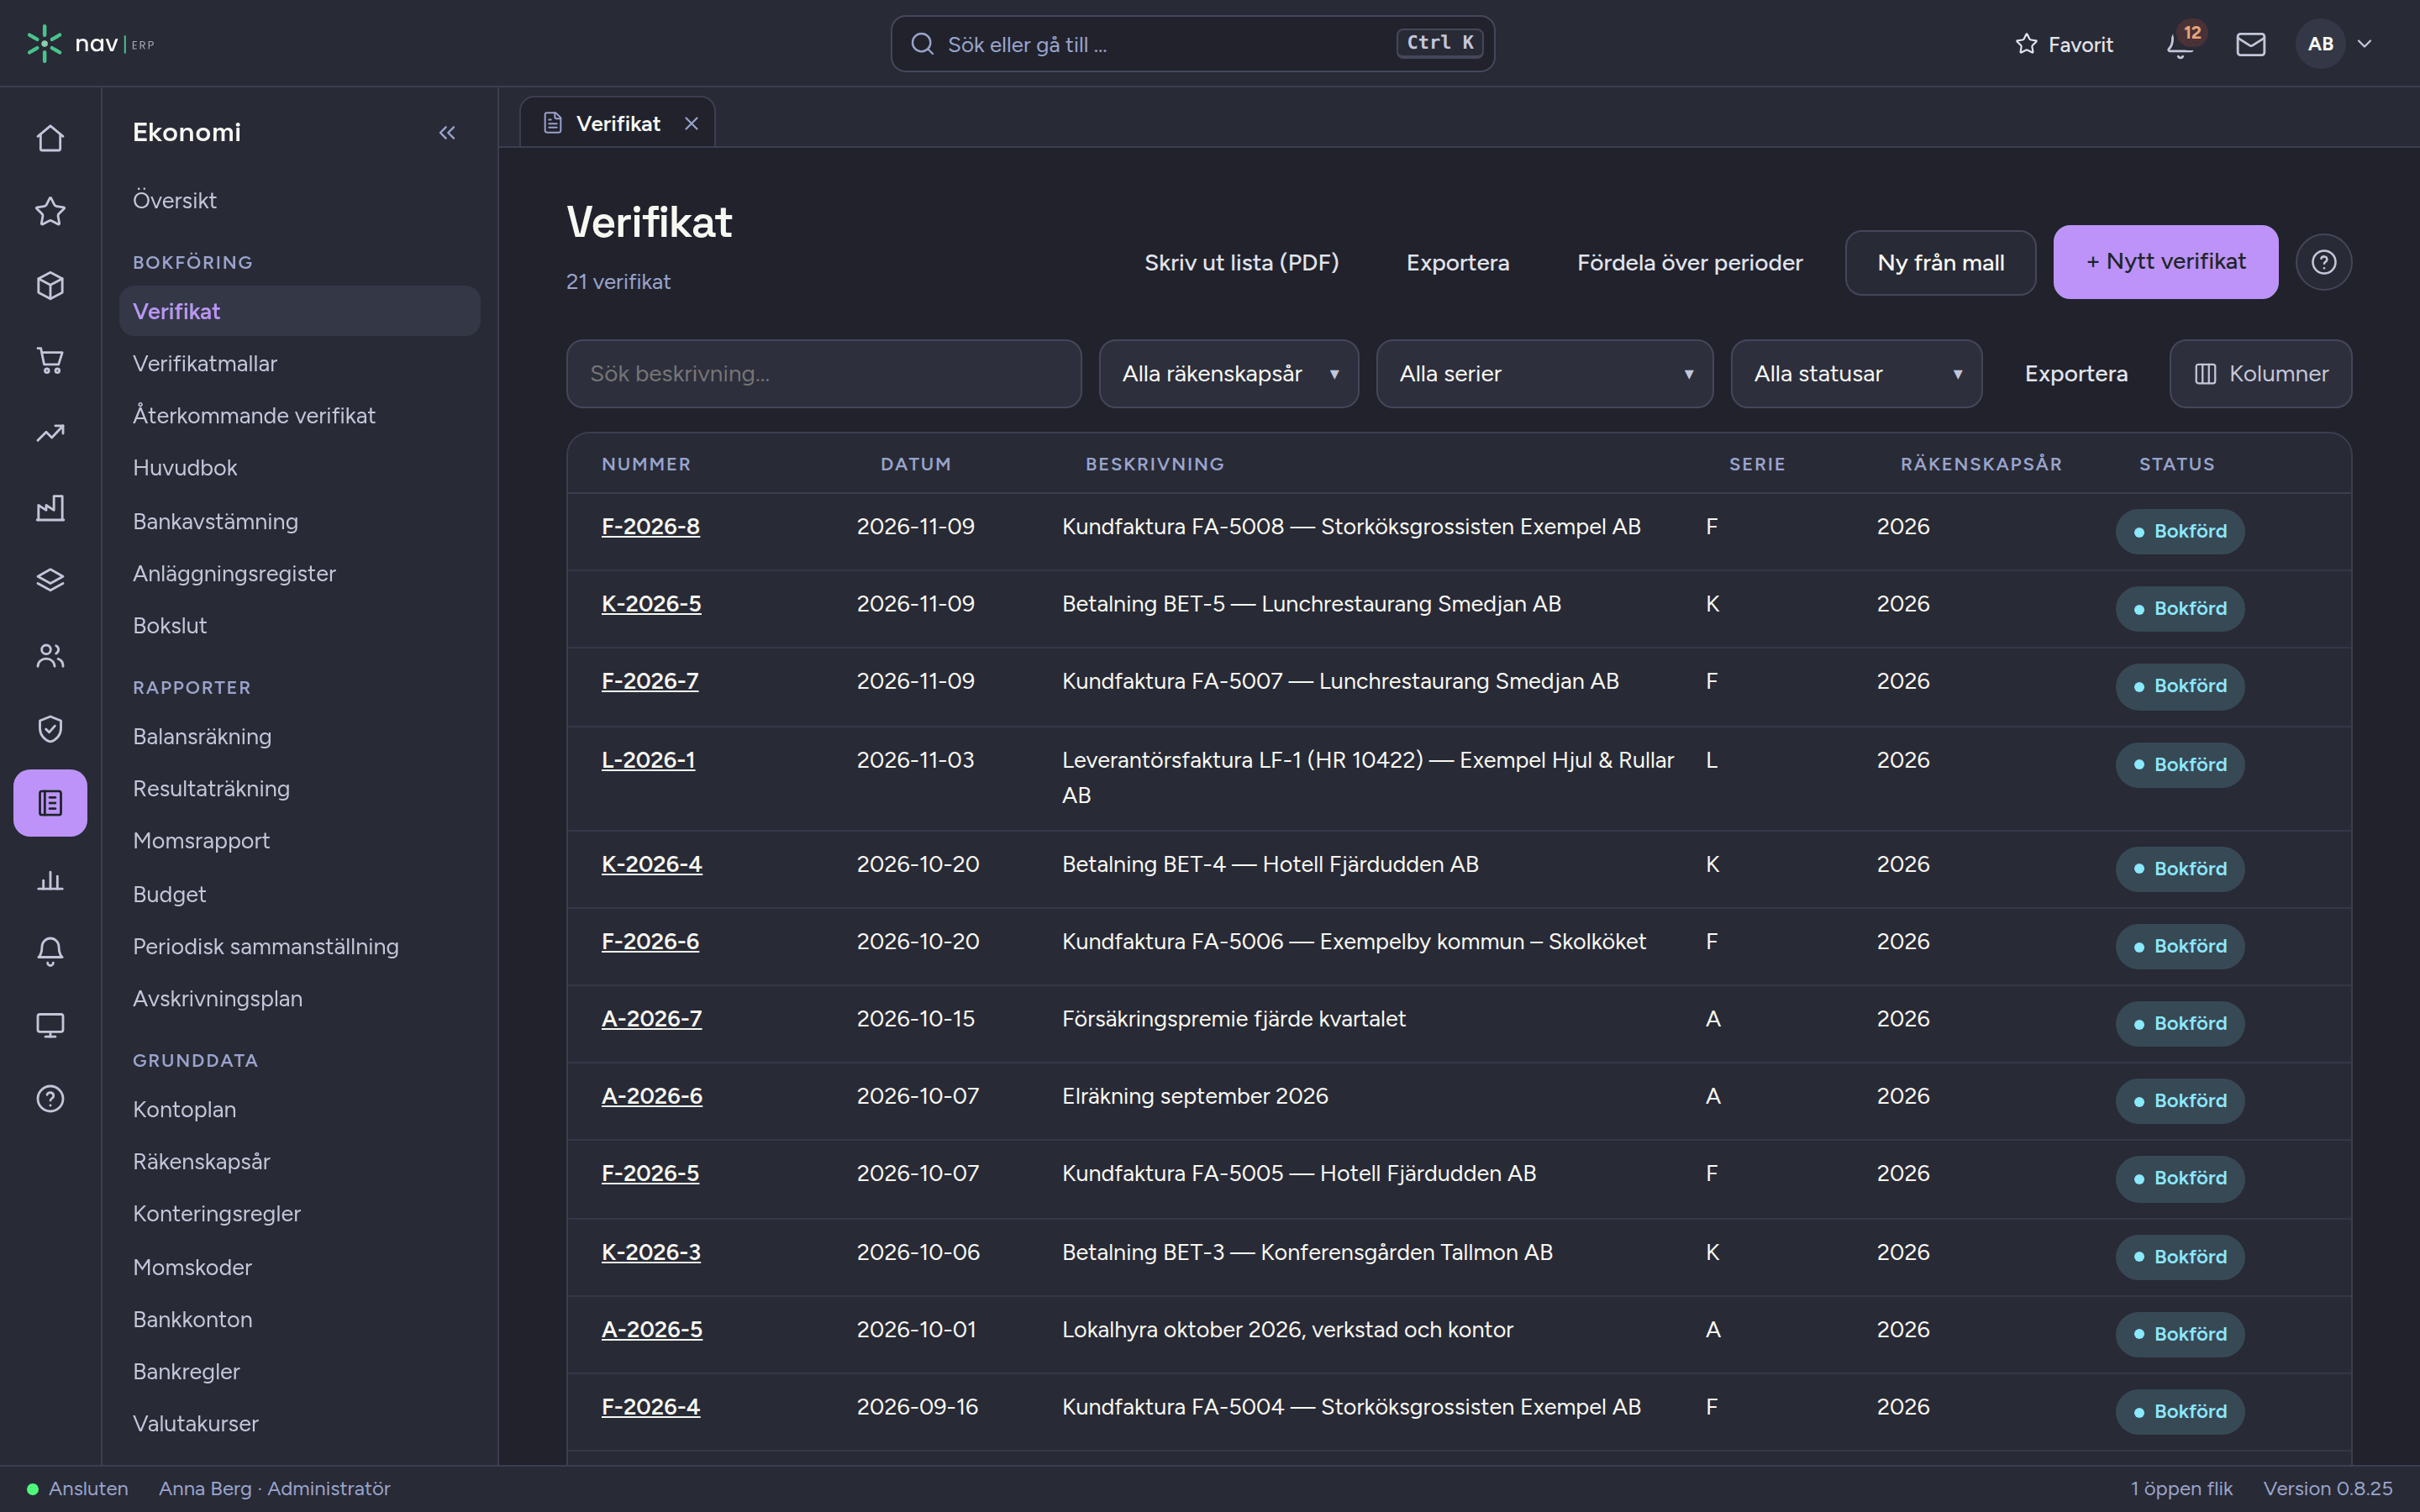 nav ERP
Sök eller gå till ... Ctrl K
Favorit 12 AB
Ekonomi
Översikt
BOKFÖRING
Verifikat
Verifikatmallar
Återkommande verifikat
Huvudbok
Bankavstämning
Anläggningsregister
Bokslut
RAPPORTER
Balansräkning
Resultaträkning
Momsrapport
Budget
Periodisk sammanställning
Avskrivningsplan
GRUNDDATA
Kontoplan
Räkenskapsår
Konteringsregler
Momskoder
Bankkonton
Bankregler
Valutakurser
Verifikat
Verifikat
21 verifikat
Skriv ut lista (PDF) Exportera Fördela över perioder Ny från mall + Nytt verifikat
Sök beskrivning... Alla räkenskapsår Alla serier Alla statusar Exportera Kolumner
NUMMER DATUM BESKRIVNING SERIE RÄKENSKAPSÅR STATUS
F-2026-8 2026-11-09 Kundfaktura FA-5008 — Storköksgrossisten Exempel AB F 2026 Bokförd
K-2026-5 2026-11-09 Betalning BET-5 — Lunchrestaurang Smedjan AB K 2026 Bokförd
F-2026-7 2026-11-09 Kundfaktura FA-5007 — Lunchrestaurang Smedjan AB F 2026 Bokförd
L-2026-1 2026-11-03 Leverantörsfaktura LF-1 (HR 10422) — Exempel Hjul & Rullar L 2026 Bokförd
AB
K-2026-4 2026-10-20 Betalning BET-4 — Hotell Fjärdudden AB K 2026 Bokförd
F-2026-6 2026-10-20 Kundfaktura FA-5006 — Exempelby kommun – Skolköket F 2026 Bokförd
A-2026-7 2026-10-15 Försäkringspremie fjärde kvartalet A 2026 Bokförd
A-2026-6 2026-10-07 Elräkning september 2026 A 2026 Bokförd
F-2026-5 2026-10-07 Kundfaktura FA-5005 — Hotell Fjärdudden AB F 2026 Bokförd
K-2026-3 2026-10-06 Betalning BET-3 — Konferensgården Tallmon AB K 2026 Bokförd
A-2026-5 2026-10-01 Lokalhyra oktober 2026, verkstad och kontor A 2026 Bokförd
F-2026-4 2026-09-16 Kundfaktura FA-5004 — Storköksgrossisten Exempel AB F 2026 Bokförd
Ansluten Anna Berg · Administratör 1 öppen flik Version 0.8.25